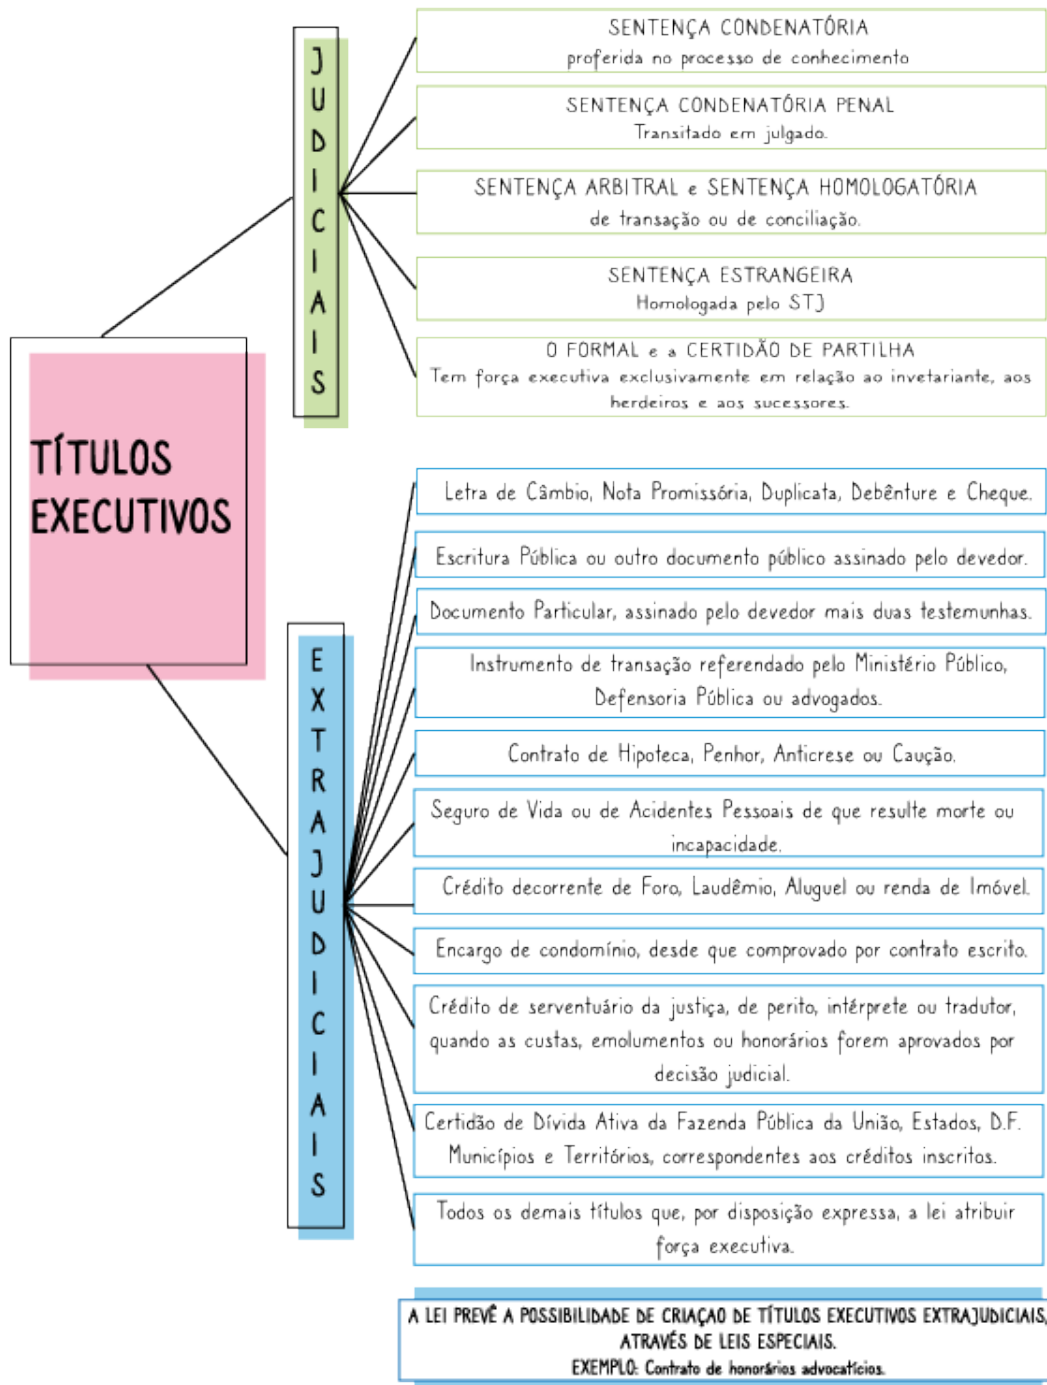 TÍTULOS
EXECUTIVOS
JUDICIAIS
SENTENÇA CONDENATÓRIA
proferida no processo de conhecimento
SENTENÇA CONDENATÓRIA PENAL
Transitado em julgado.
SENTENÇA ARBITRAL e SENTENÇA HOMOLOGATÓRIA
de transação ou de conciliação.
SENTENÇA ESTRANGEIRA
Homologada pelo STJ
O FORMAL e a CERTIDÃO DE PARTILHA
Tem força executiva exclusivamente em relação ao invetariante, aos
herdeiros e aos sucessores.
EXTRAJUDICIAIS
Letra de Câmbio, Nota Promissória, Duplicata, Debênture e Cheque.
Escritura Pública ou outro documento público assinado pelo devedor.
Documento Particular, assinado pelo devedor mais duas testemunhas.
Instrumento de transação referendado pelo Ministério Público,
Defensoria Pública ou advogados.
Contrato de Hipoteca, Penhor, Anticrese ou Caução.
Seguro de Vida ou de Acidentes Pessoais de que resulte morte ou
incapacidade.
Crédito decorrente de Foro, Laudêmio, Aluguel ou renda de Imóvel.
Encargo de condomínio, desde que comprovado por contrato escrito.
Crédito de serventuário da justiça, de perito, intérprete ou tradutor,
quando as custas, emolumentos ou honorários forem aprovados por
decisão judicial.
Certidão de Dívida Ativa da Fazenda Pública da União, Estados, D.F.
Municípios e Territórios, correspondentes aos créditos inscritos.
Todos os demais títulos que, por disposição expressa, a lei atribuir
força executiva.
A LEI PREVÊ A POSSIBILIDADE DE CRIAÇAO DE TÍTULOS EXECUTIVOS EXTRAJUDICIAIS,
ATRAVÉS DE LEIS ESPECIAIS.
EXEMPLO: Contrato de honorários advocatícios.